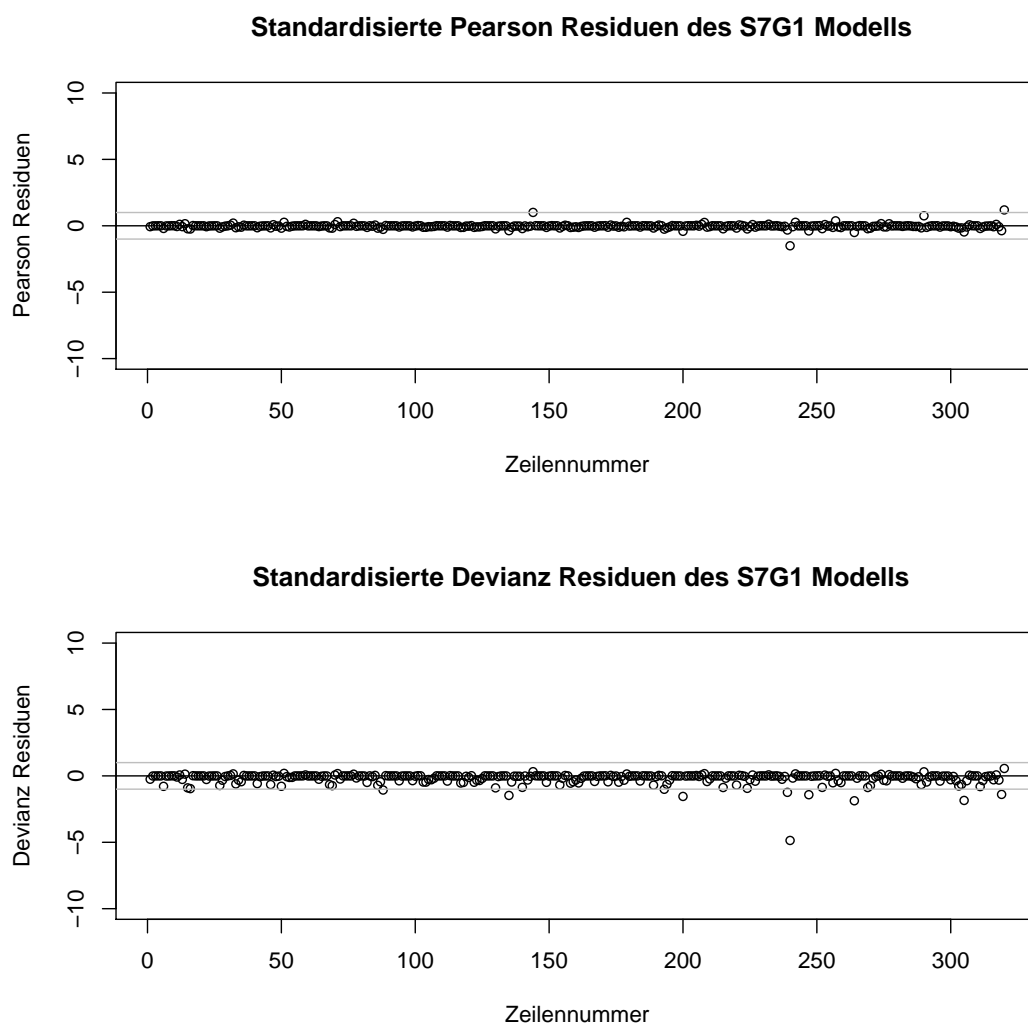 Standardisierte Pearson Residuen des S7G1 Modells
10
5
0
−5
−10
Pearson Residuen
0 50 100 150 200 250 300
Zeilennummer
Standardisierte Devianz Residuen des S7G1 Modells
10
5
0
−5
−10
Devianz Residuen
0 50 100 150 200 250 300
Zeilennummer